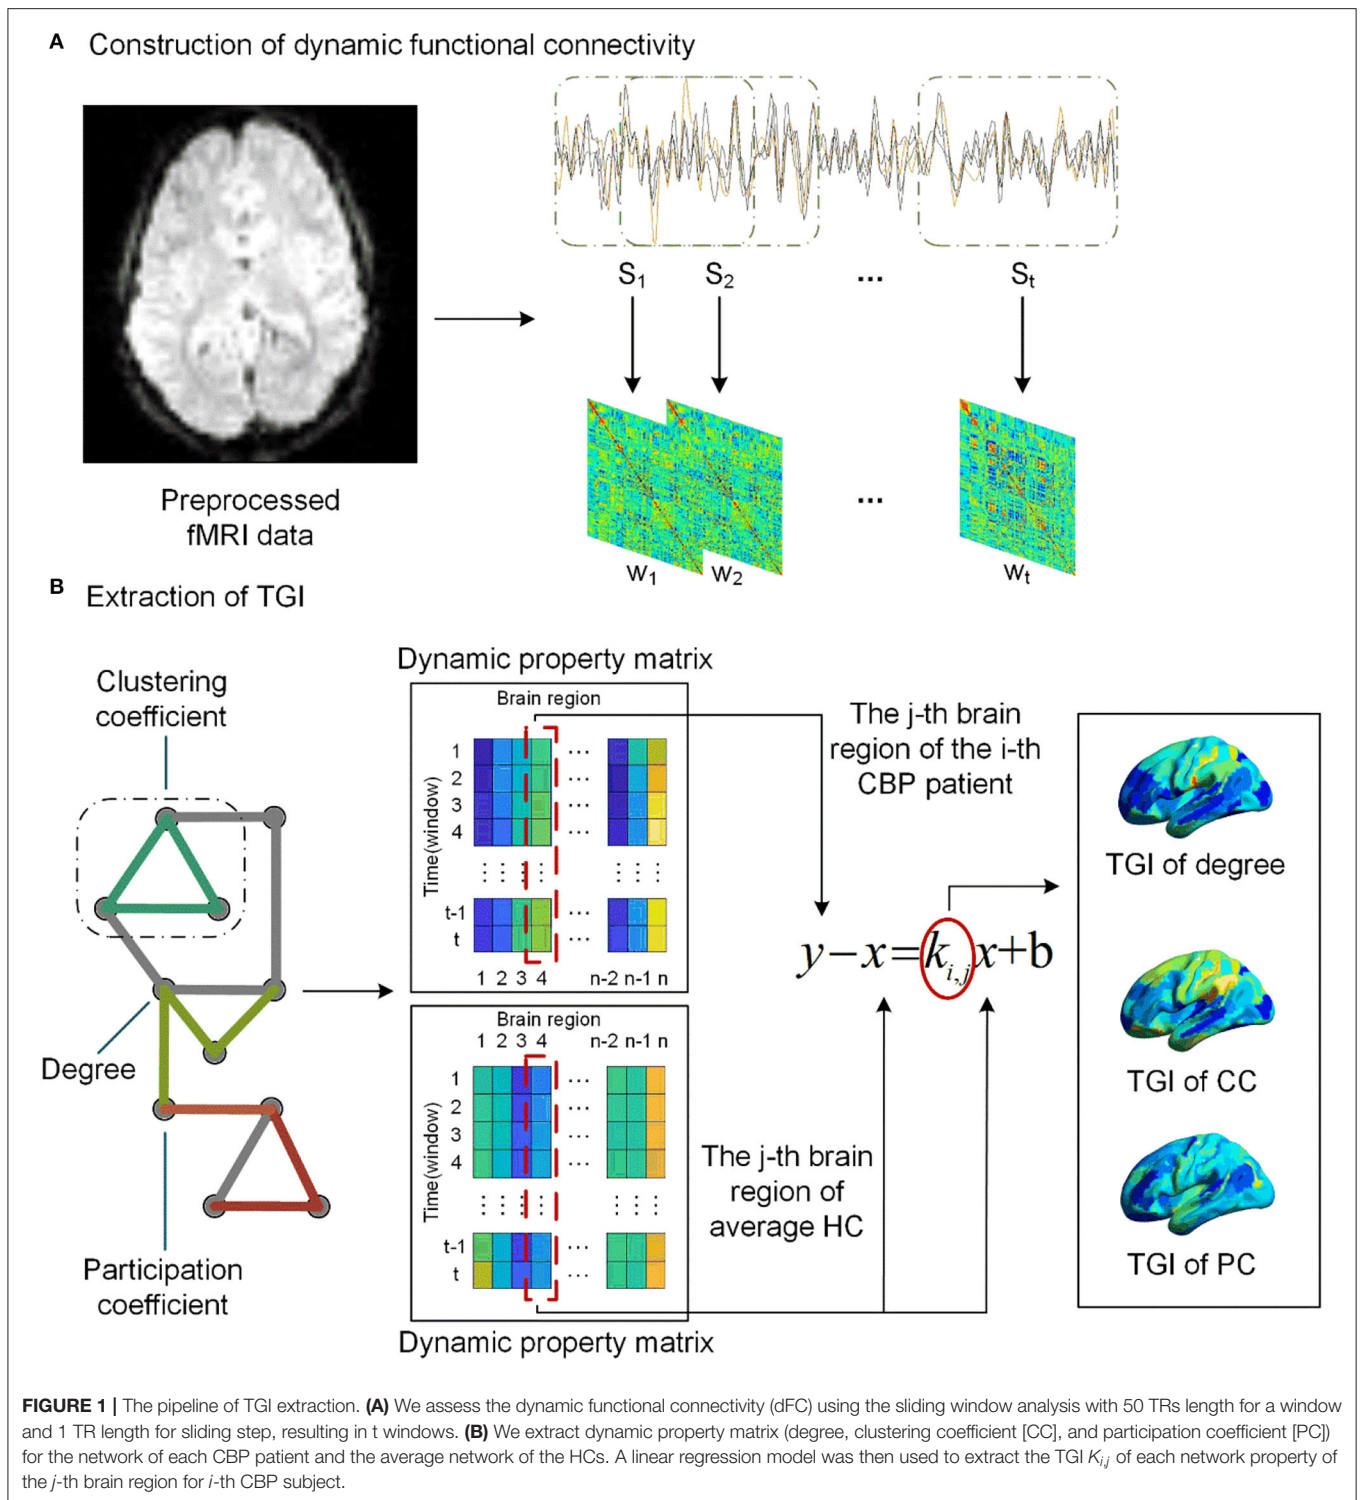 A Construction of dynamic functional connectivity
S1 S2 ... St
Preprocessed
fMRI data
...
W1 W2 Wt
B Extraction of TGI
Clustering
coefficient
Degree
Participation
coefficient
Dynamic property matrix
Brain region
Time(window)
1 ...
2 ...
3 ...
4 ...
t-1 ...
t
1 2 3 4 n-2 n-1 n
Brain region
1 2 3 4 n-2 n-1 n
Time(window)
1 ...
2 ...
3 ...
4 ...
t-1 ...
t
Dynamic property matrix
The j-th brain
region of the i-th
CBP patient
y−x=k i,j x+b
The j-th brain
region of
average HC
TGI of degree
TGI of CC
TGI of PC
FIGURE 1 | The pipeline of TGI extraction. (A) We assess the dynamic functional connectivity (dFC) using the sliding window analysis with 50 TRs length for a window
and 1 TR length for sliding step, resulting in t windows. (B) We extract dynamic property matrix (degree, clustering coefficient [CC], and participation coefficient [PC])
for the network of each CBP patient and the average network of the HCs. A linear regression model was then used to extract the TGI Ki,j of each network property of
the j-th brain region for i-th CBP subject.